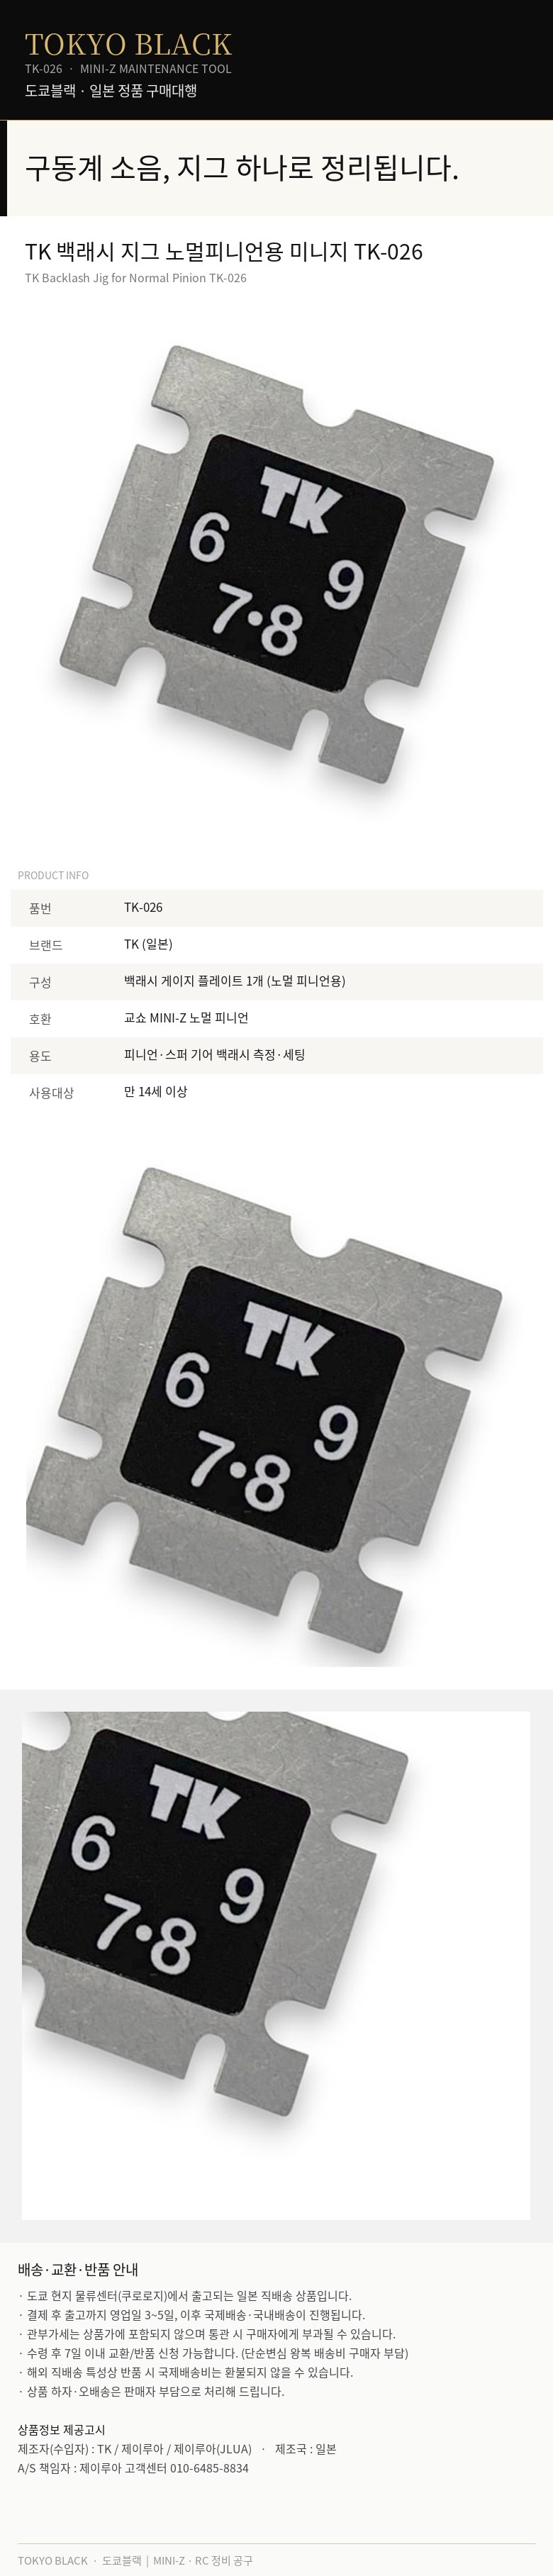 TOKYO BLACK
TK-026 · MINI-Z MAINTENANCE TOOL
도쿄블랙 · 일본 정품 구매대행
구동계 소음, 지그 하나로 정리됩니다.
TK 백래시 지그 노멀피니언용 미니지 TK-026
TK Backlash Jig for Normal Pinion TK-026
TK
6
9
7•8
PRODUCT INFO
품번 TK-026
브랜드 TK (일본)
구성 백래시 게이지 플레이트 1개 (노멀 피니언용)
호환 교쇼 MINI-Z 노멀 피니언
용도 피니언·스퍼 기어 백래시 측정·세팅
사용대상 만 14세 이상
TK
6
9
7•8
TK
6
9
7•8
배송·교환·반품 안내
· 도쿄 현지 물류센터(쿠로로지)에서 출고되는 일본 직배송 상품입니다.
· 결제 후 출고까지 영업일 3~5일, 이후 국제배송·국내배송이 진행됩니다.
· 관부가세는 상품가에 포함되지 않으며 통관 시 구매자에게 부과될 수 있습니다.
· 수령 후 7일 이내 교환/반품 신청 가능합니다. (단순변심 왕복 배송비 구매자 부담)
· 해외 직배송 특성상 반품 시 국제배송비는 환불되지 않을 수 있습니다.
· 상품 하자·오배송은 판매자 부담으로 처리해 드립니다.
상품정보 제공고시
제조자(수입자) : TK / 제이루아 / 제이루아(JLUA) · 제조국 : 일본
A/S 책임자 : 제이루아 고객센터 010-6485-8834
TOKYO BLACK · 도쿄블랙 | MINI-Z · RC 정비 공구